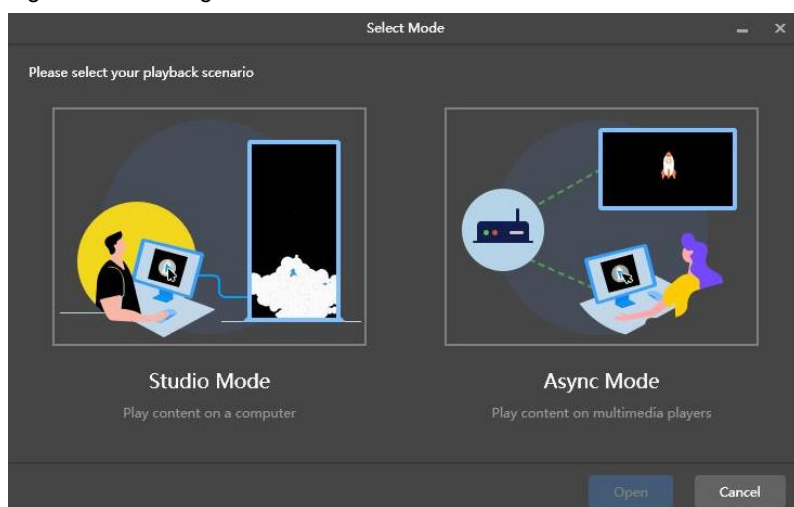 Select Mode
Please select your playback scenario
Studio Mode
Async Mode
Play content on a computer
Play content on multimedia players
Open
Cancel